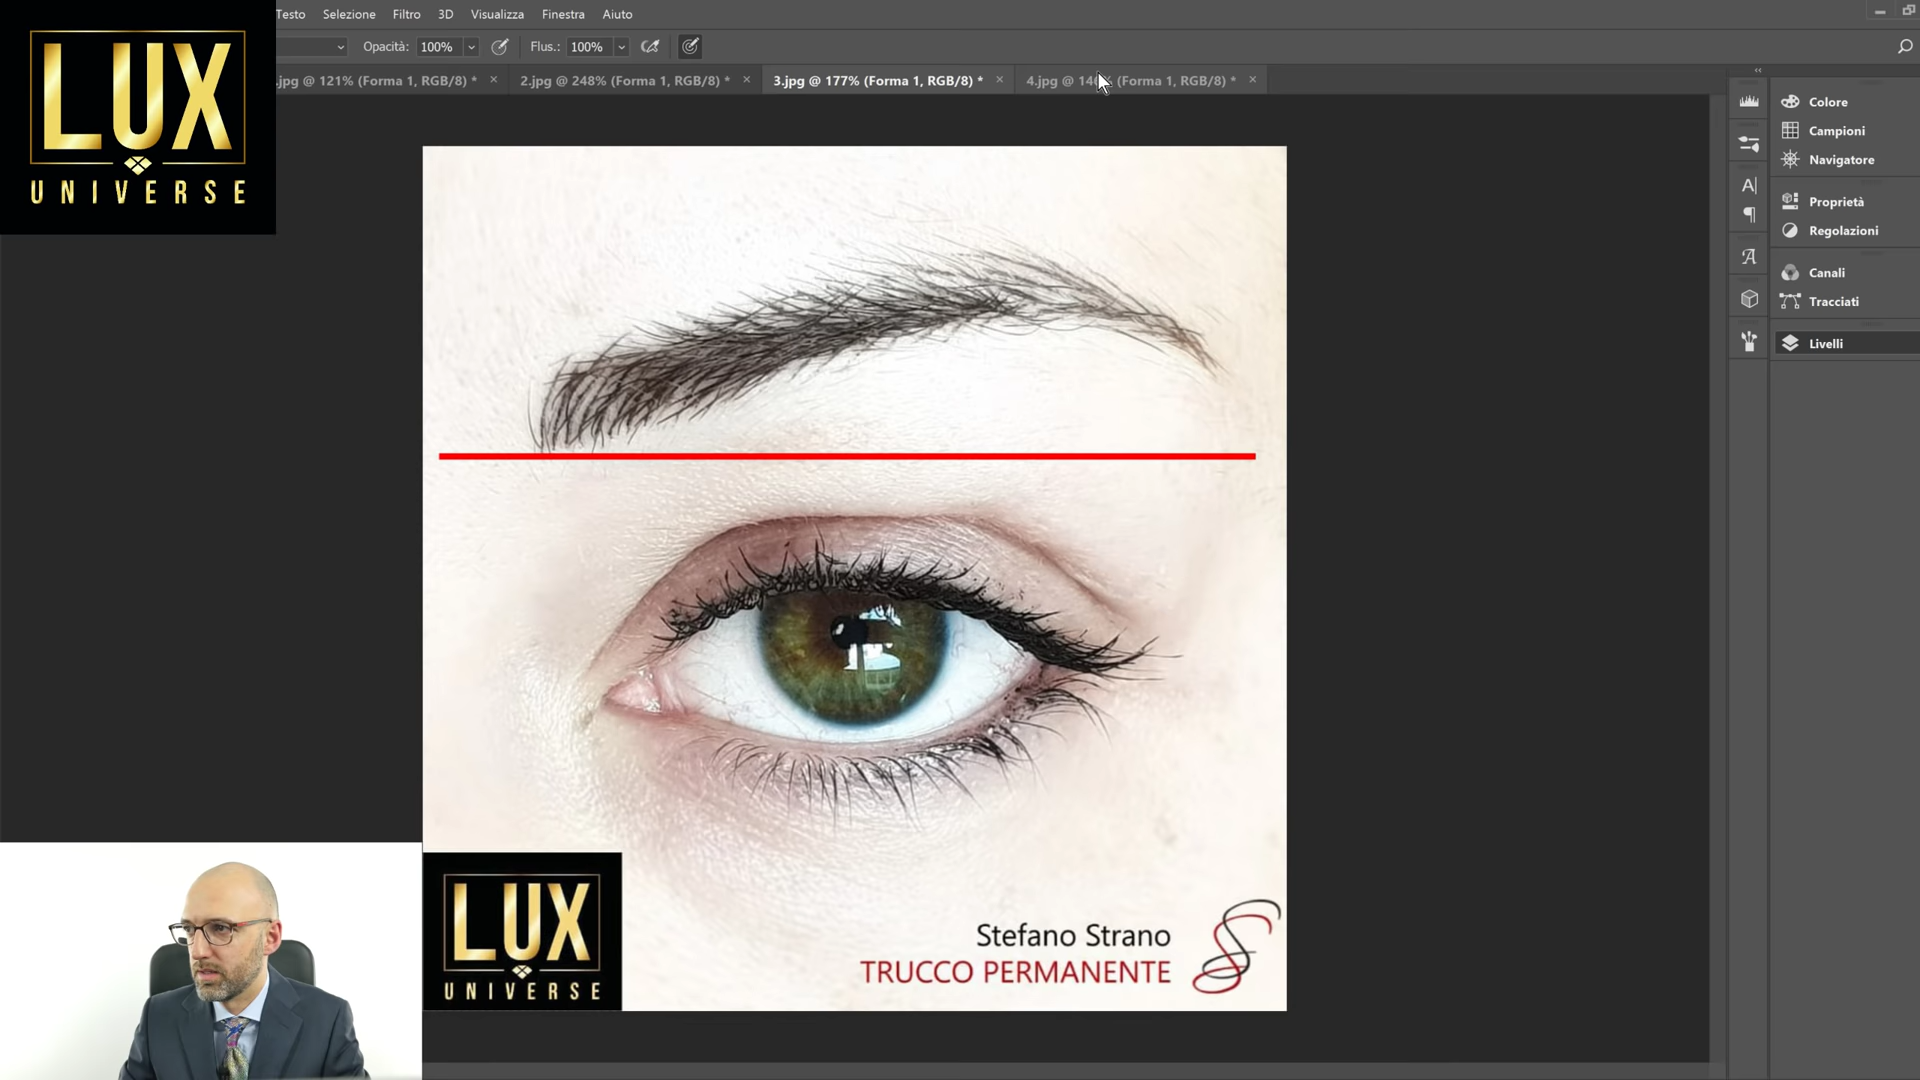 LUX
UNIVERSE
Testo Selezione Filtro 3D Visualizza Finestra Aiuto
Opacità: 100% Flus.: 100%
.jpg @ 121% (Forma 1, RGB/8) * 2.jpg @ 248% (Forma 1, RGB/8) * 3.jpg @ 177% (Forma 1, RGB/8) * 4.jpg @ (Forma 1, RGB/8) *
Colore
Campioni
Navigatore
Proprietà
Regolazioni
Canali
Tracciati
Livelli
LUX
UNIVERSE
Stefano Strano
TRUCCO PERMANENTE